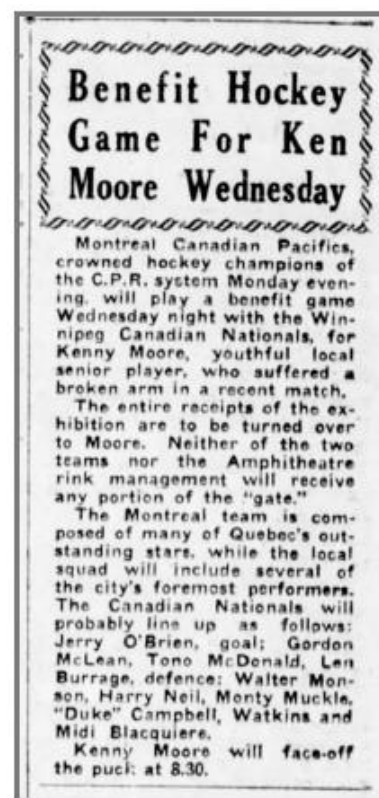 Benefit Hockey
Game For Ken
Moore Wednesday
Montreal Canadian Pacifics,
crowned hockey champions of
the C.P.R. system Monday even-
ing, will play a benefit game
Wednesday night with the Win-
nipeg Canadian Nationals, for
Kenny Moore, youthful local
senior player, who suffered a
broken arm in a recent match.
The entire receipts of the ex-
hibition are to be turned over
to Moore. Neither of the two
teams nor the Amphitheatre
rink management will receive
any portion of the "gate."
The Montreal team is com-
posed of many of Quebec's out-
standing stars, while the local
squad will include several of
the city's foremost performers.
The Canadian Nationals will
probably line up as follows:
Jerry O'Brien, goal; Gordon
McLean, Tono McDonald, Len
Burrage, defence; Walter Mon-
son, Harry Neil, Monty Muckle,
"Duke" Campbell, Watkins and
Midi Blacquiere.
Kenny Moore will face-off
the puck at 8.30.